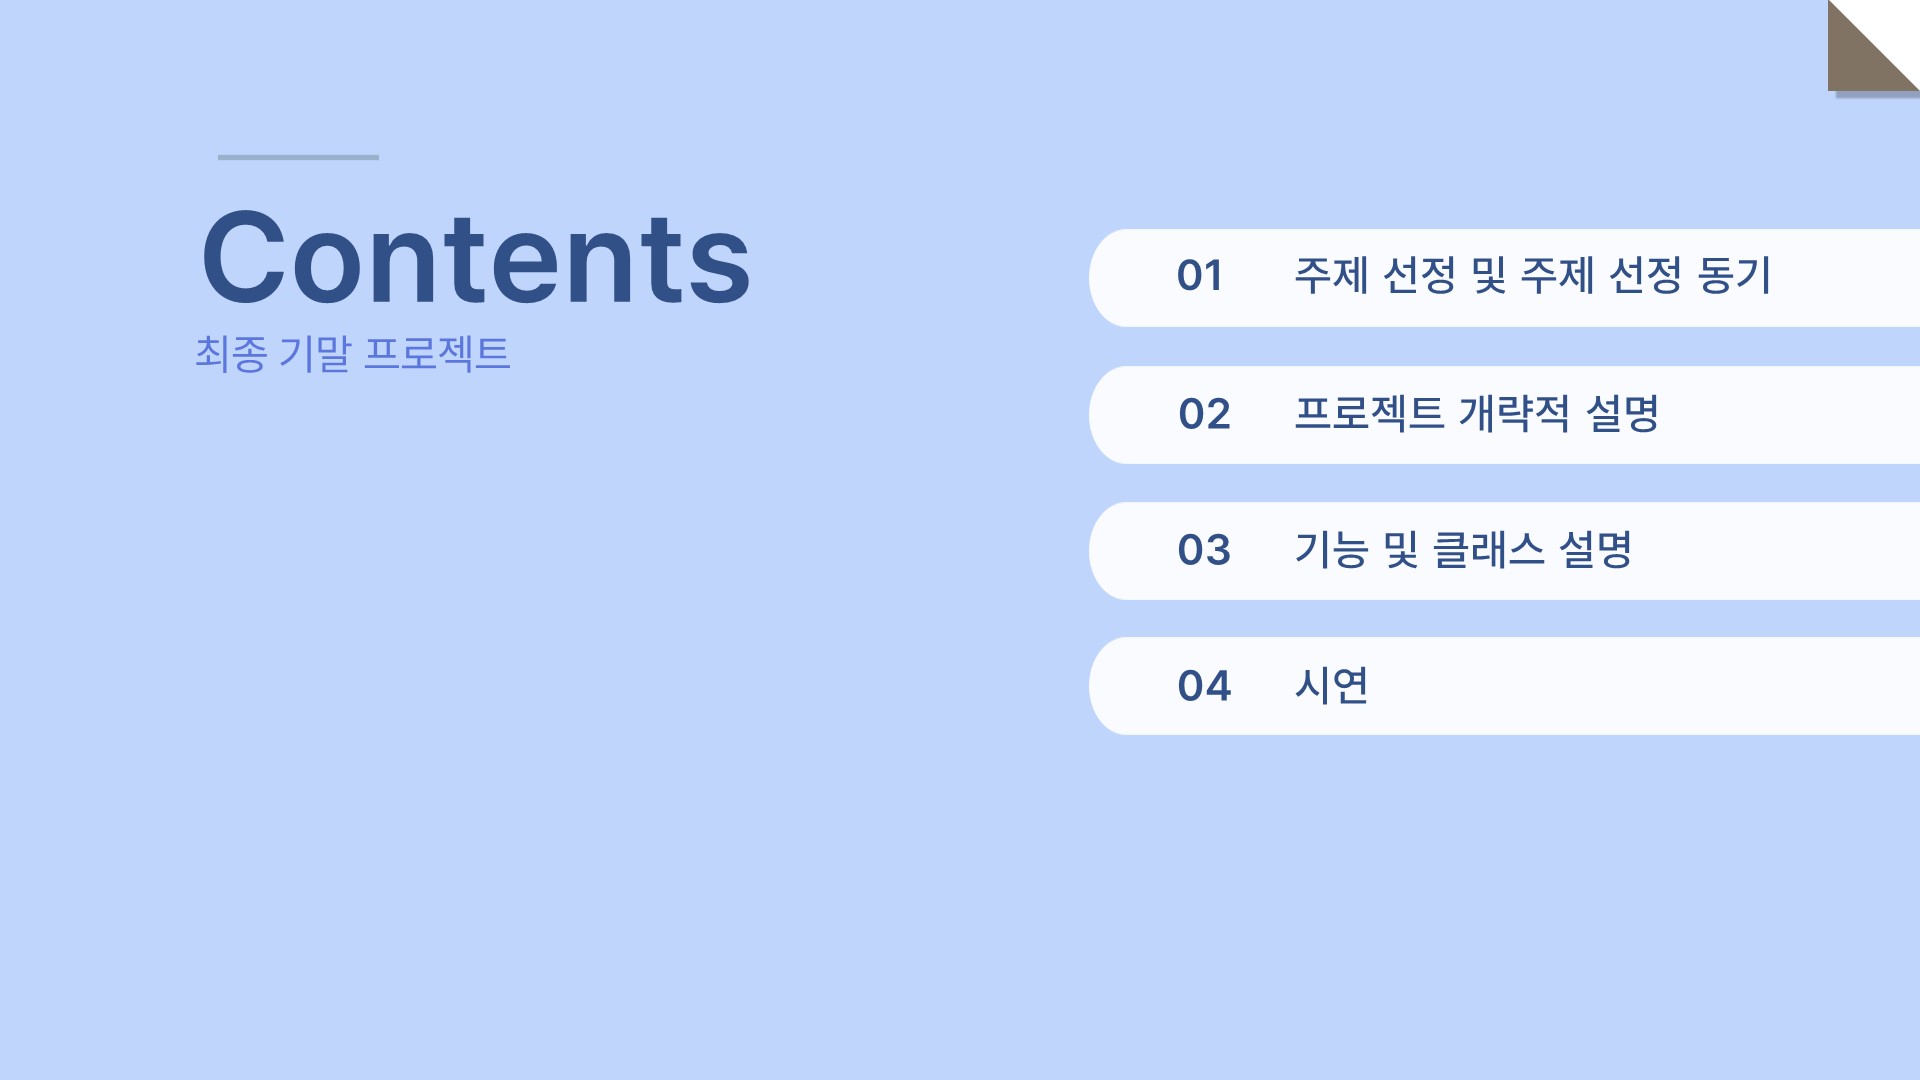 Contents
최종 기말 프로젝트
01 주제 선정 및 주제 선정 동기
02 프로젝트 개략적 설명
03 기능 및 클래스 설명
04 시연